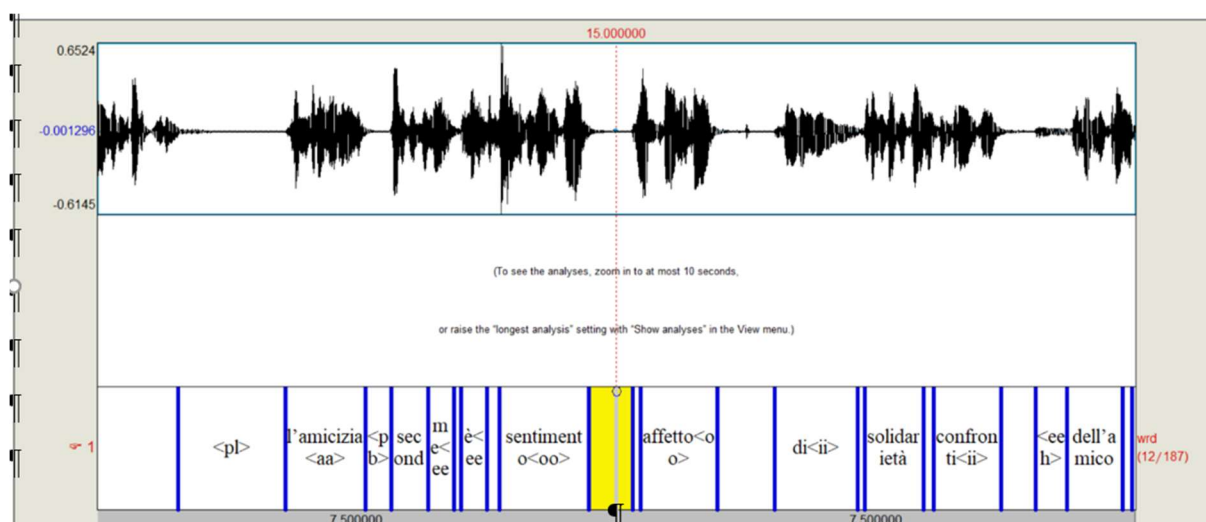 15.000000
0.6524
-0.001296
-0.6145
(To see the analyses, zoom in to at most 10 seconds,
or raise the "longest analysis" setting with "Show analyses" in the View menu.)
1
<pl>
l'amicizia
<aa>
<p
b>
sec
ond
m
e<
ee
è<
ee
sentiment
o<oo>
affetto<o
o>
di<ii>
solidar
ietà
confron
ti<ii>
<ee
h>
dell'a
mico
wrd
(12/187)
7.500000
7.500000